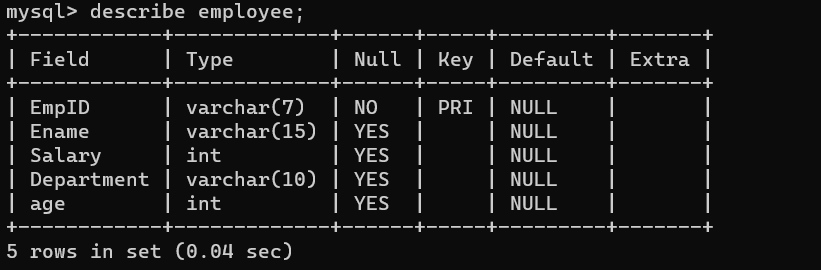 mysql> describe employee;
+------------+-------------+------+-----+---------+-------+
| Field      | Type        | Null | Key | Default | Extra |
+------------+-------------+------+-----+---------+-------+
| EmpID      | varchar(7)  | NO   | PRI | NULL    |       |
| Ename      | varchar(15) | YES  |     | NULL    |       |
| Salary     | int         | YES  |     | NULL    |       |
| Department | varchar(10) | YES  |     | NULL    |       |
| age        | int         | YES  |     | NULL    |       |
+------------+-------------+------+-----+---------+-------+
5 rows in set (0.04 sec)